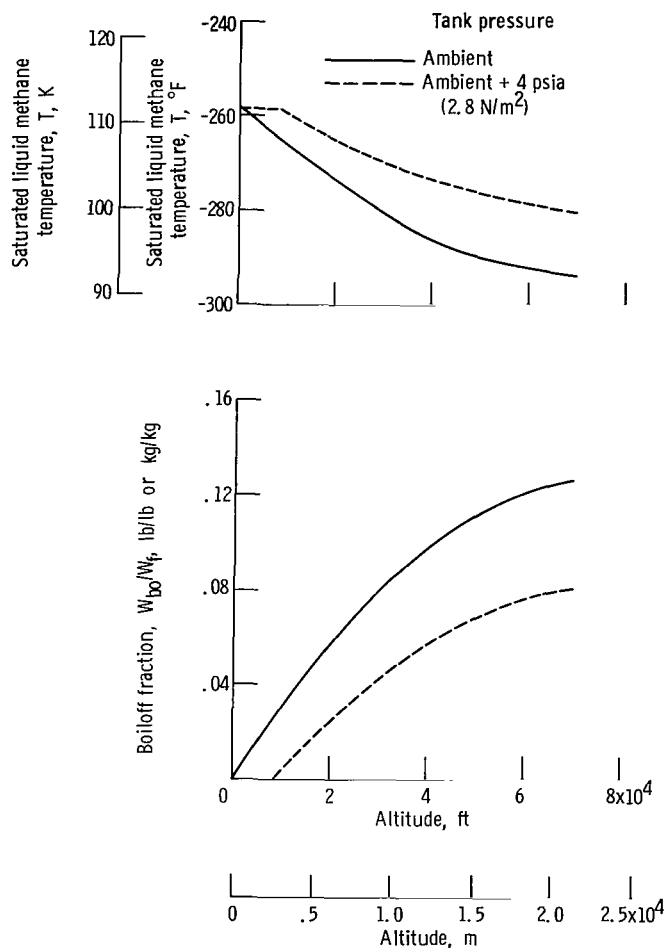 Tank pressure
Ambient
Ambient + 4 psia
(2.8 N/m²)
Saturated liquid methane
temperature, T, K
120
110
100
90
Saturated liquid methane
temperature, T, °F
-240
-260
-280
-300
Boiloff fraction, W_bo/W_f, lb/lb or kg/kg
.16
.12
.08
.04
0 2 4 6 8x10⁴
Altitude, ft
0 .5 1.0 1.5 2.0 2.5x10⁴
Altitude, m